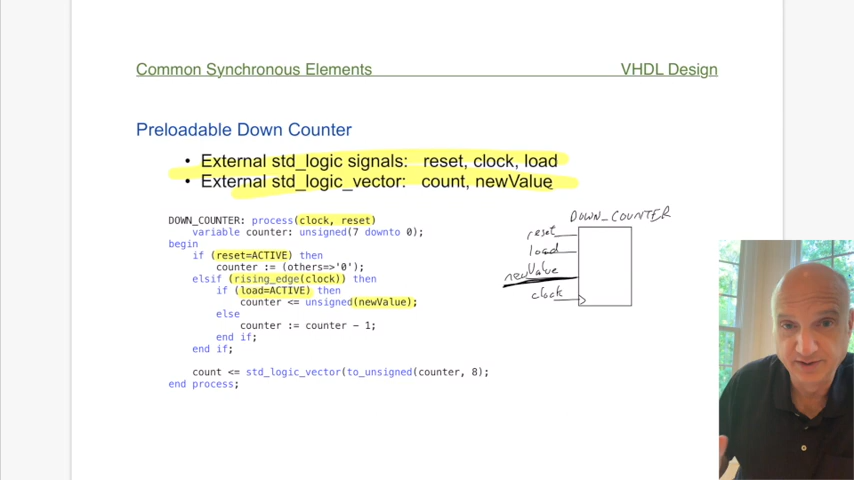 Common Synchronous Elements VHDL Design
Preloadable Down Counter
• External std_logic signals: reset, clock, load
• External std_logic_vector: count, newValue
DOWN_COUNTER: process(clock, reset)
variable counter: unsigned(7 downto 0);
begin
if (reset=ACTIVE) then
counter := (others=>'0');
elsif (rising_edge(clock)) then
if (load=ACTIVE) then
counter <= unsigned(newValue);
else
counter := counter - 1;
end if;
end if;
count <= std_logic_vector(to_unsigned(counter, 8);
end process;
DOWN_COUNTER
reset
load
newValue
clock